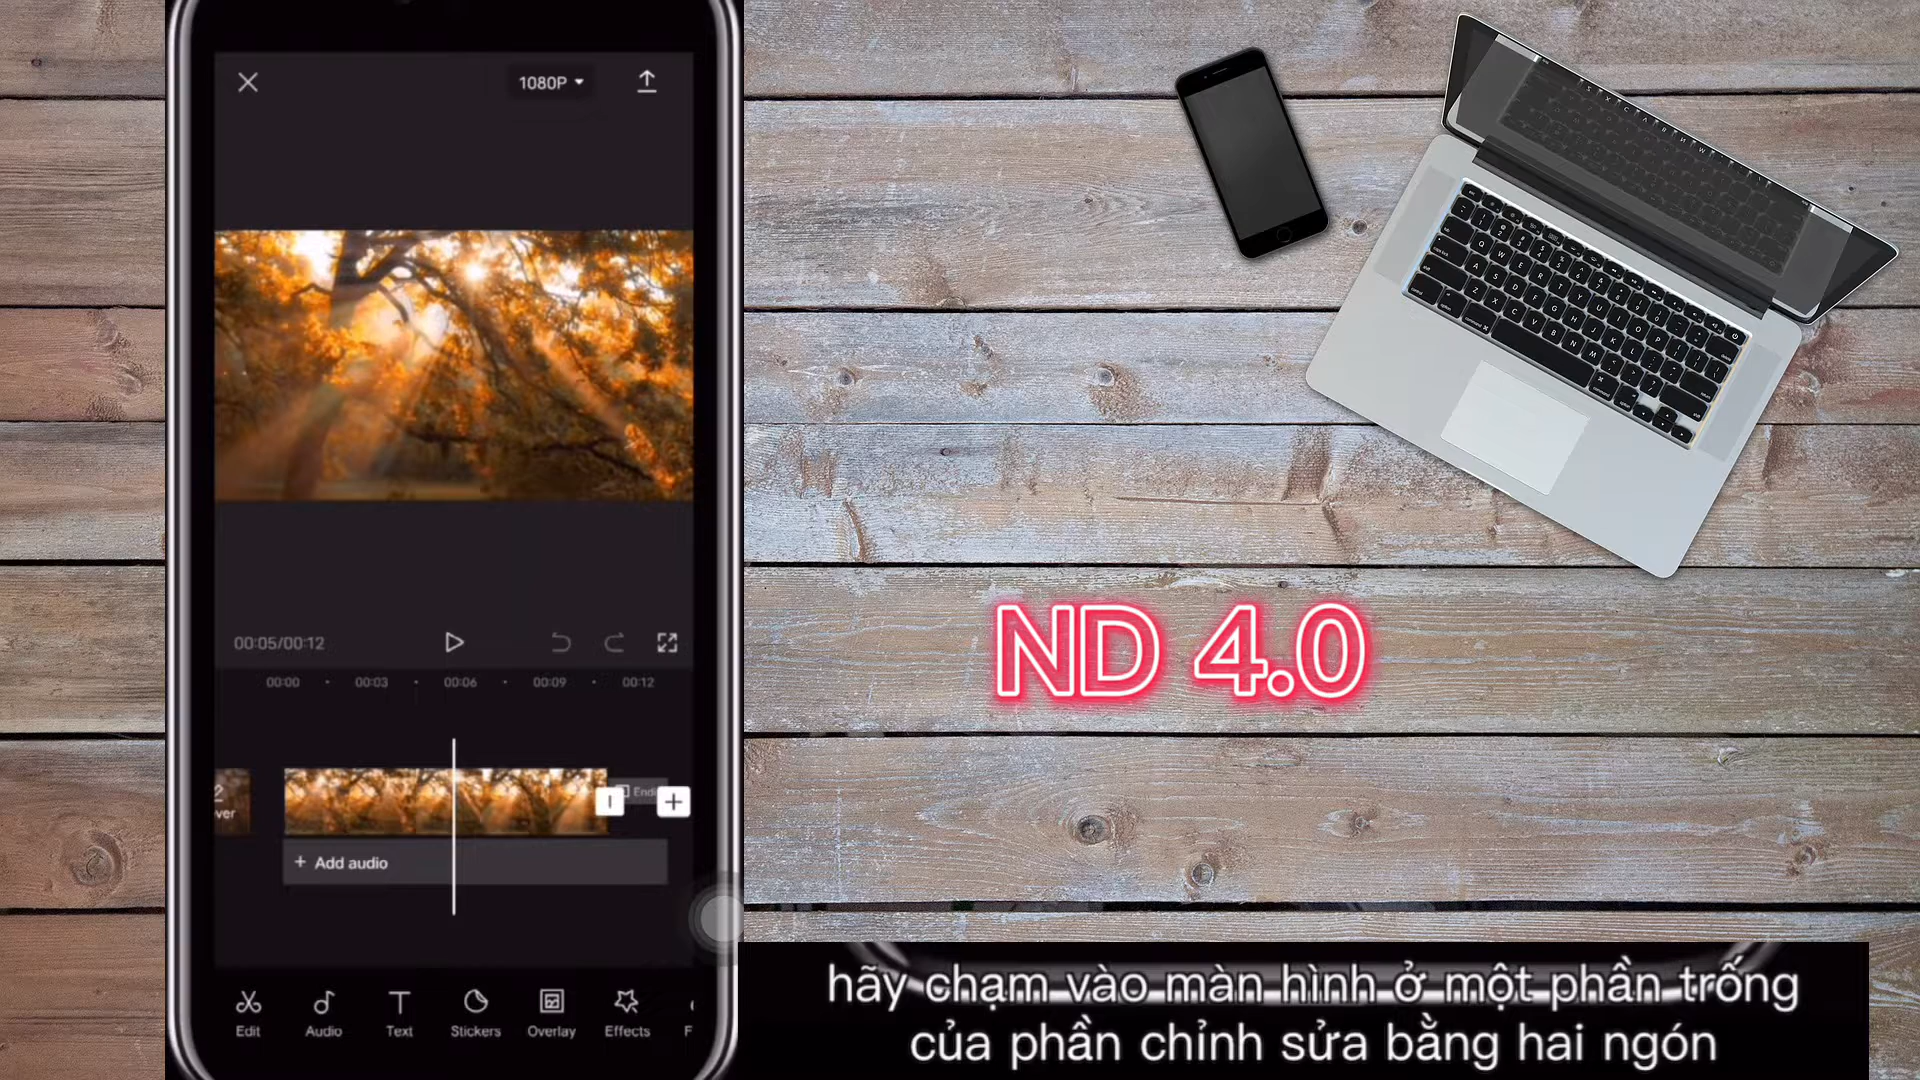 1080P
00:05/00:12
00:00
00:03
00:06
00:09
00:12
ver
Endi
+ Add audio
Edit
Audio
Text
Stickers
Overlay
Effects
F
ND 4.0
hãy chạm vào màn hình ở một phần trống
của phần chỉnh sửa bằng hai ngón